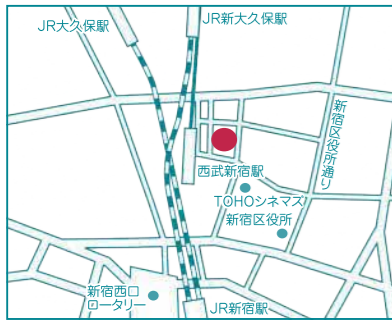 JR大久保駅
JR新大久保駅
新宿区役所通り
西武新宿駅
TOHOシネマズ
新宿区役所
新宿西口
ロータリー
JR新宿駅